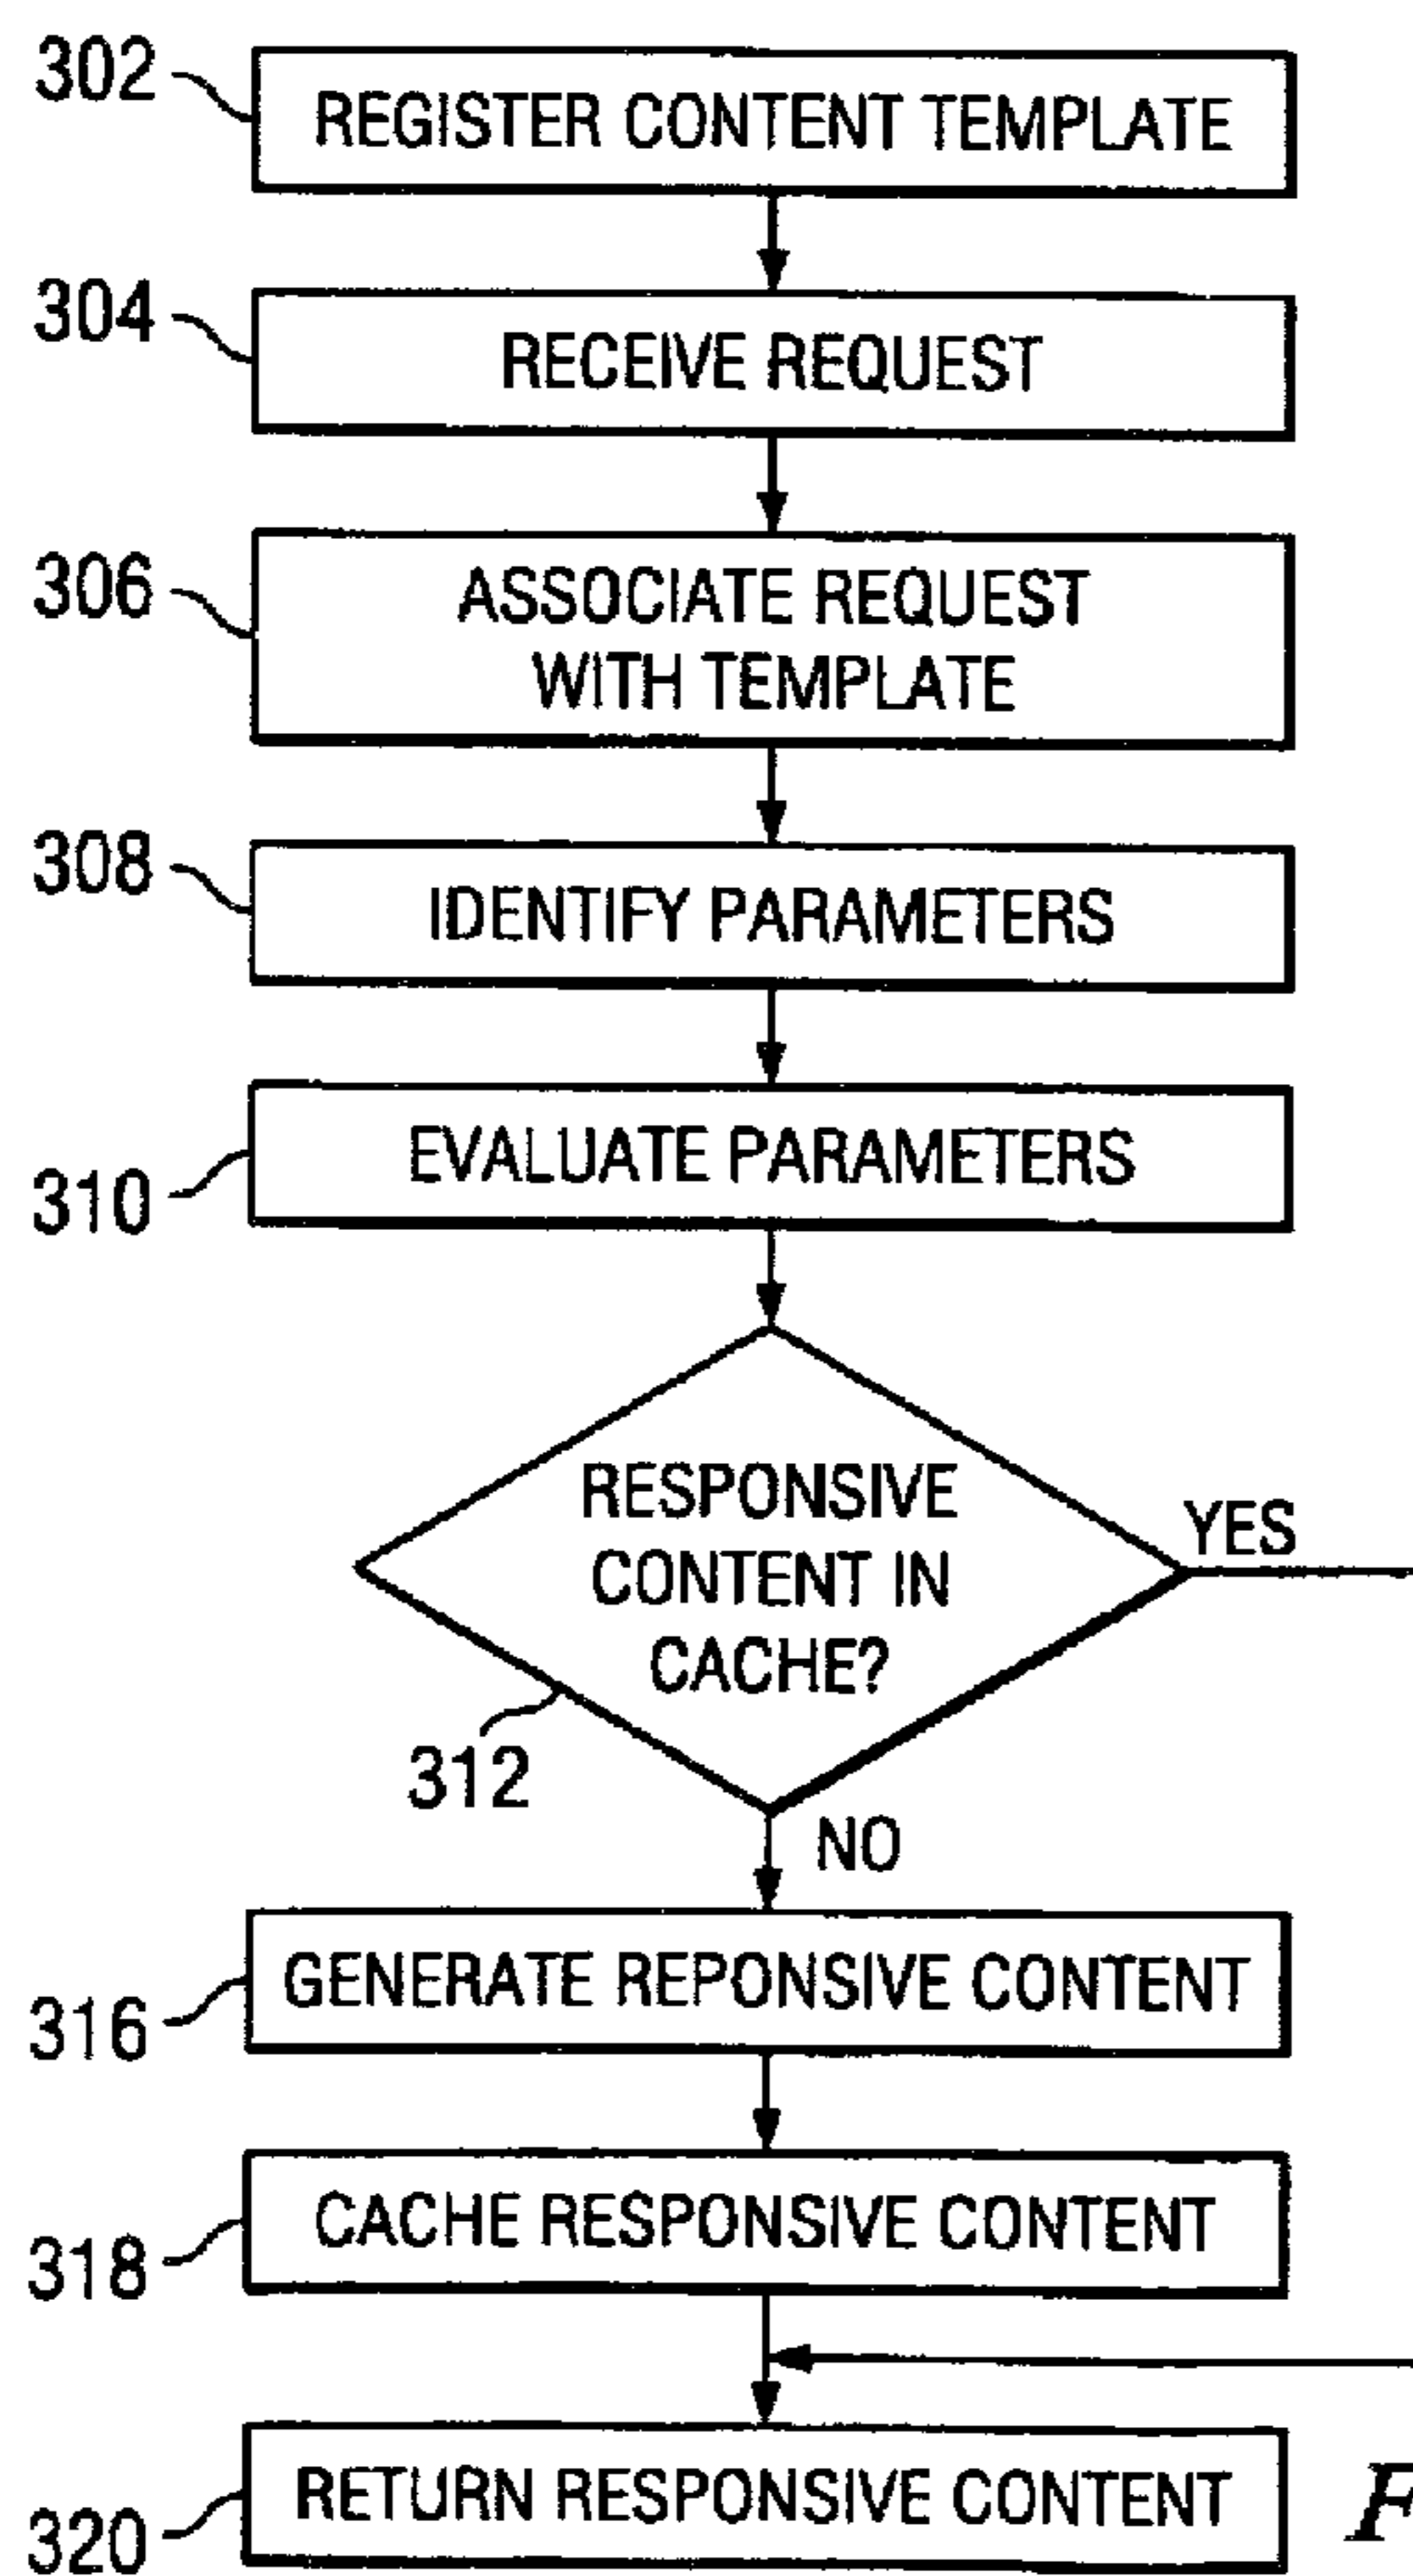 302
REGISTER CONTENT TEMPLATE
304
RECEIVE REQUEST
306
ASSOCIATE REQUEST
WITH TEMPLATE
308
IDENTIFY PARAMETERS
310
EVALUATE PARAMETERS
RESPONSIVE
CONTENT IN
CACHE?
YES
312
NO
316
GENERATE REPONSIVE CONTENT
318
CACHE RESPONSIVE CONTENT
320
RETURN RESPONSIVE CONTENT
F